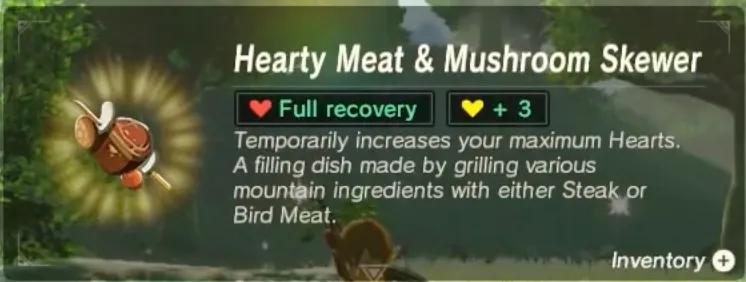 Hearty Meat & Mushroom Skewer
Full recovery + 3
Temporarily increases your maximum Hearts.
A filling dish made by grilling various
mountain ingredients with either Steak or
Bird Meat.
Inventory +